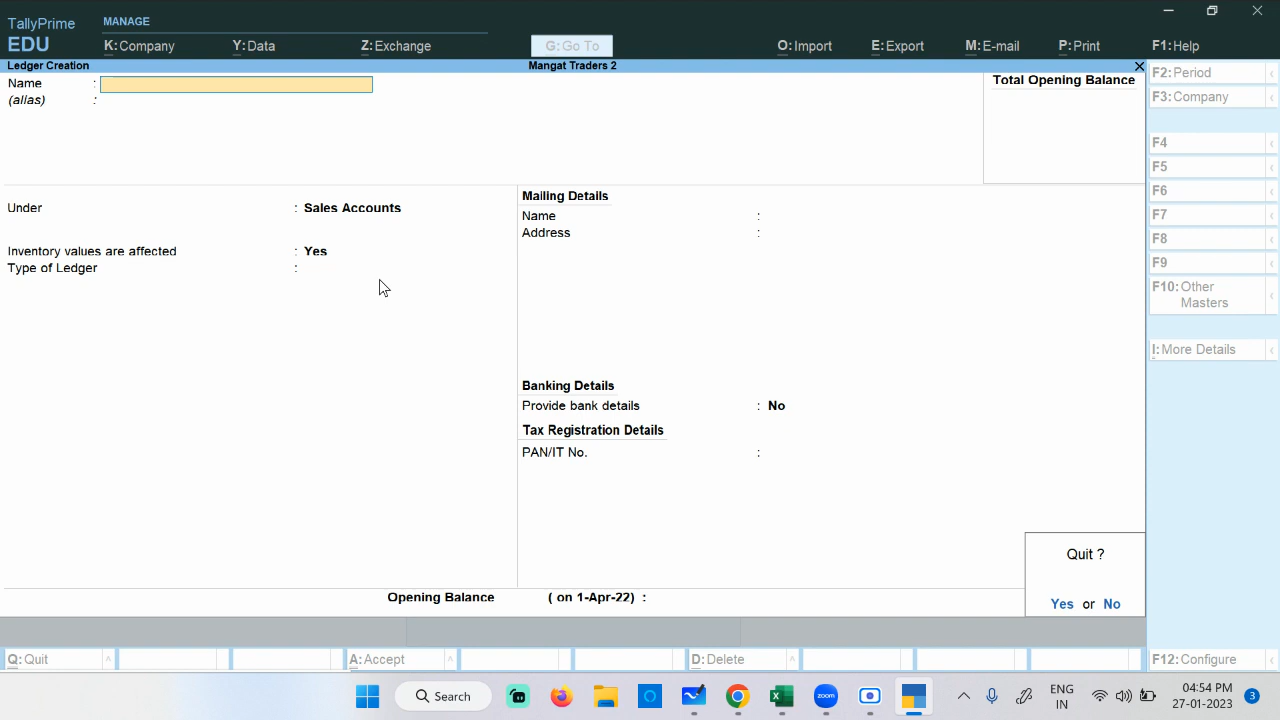 TallyPrime
EDU
MANAGE
K:Company
Y:Data
Z:Exchange
G:Go To
O:Import
E:Export
M:E-mail
P:Print
F1:Help
Ledger Creation
Mangat Traders 2
Name :
(alias) :
Total Opening Balance
Under : Sales Accounts
Inventory values are affected : Yes
Type of Ledger :
Mailing Details
Name :
Address :
Banking Details
Provide bank details : No
Tax Registration Details
PAN/IT No. :
Opening Balance ( on 1-Apr-22) :
Quit ?
Yes or No
F2:Period
F3:Company
F4
F5
F6
F7
F8
F9
F10:Other
Masters
I:More Details
Q:Quit
A:Accept
D:Delete
F12:Configure
Search
zoom
ENG
IN
04:54 PM
27-01-2023
3